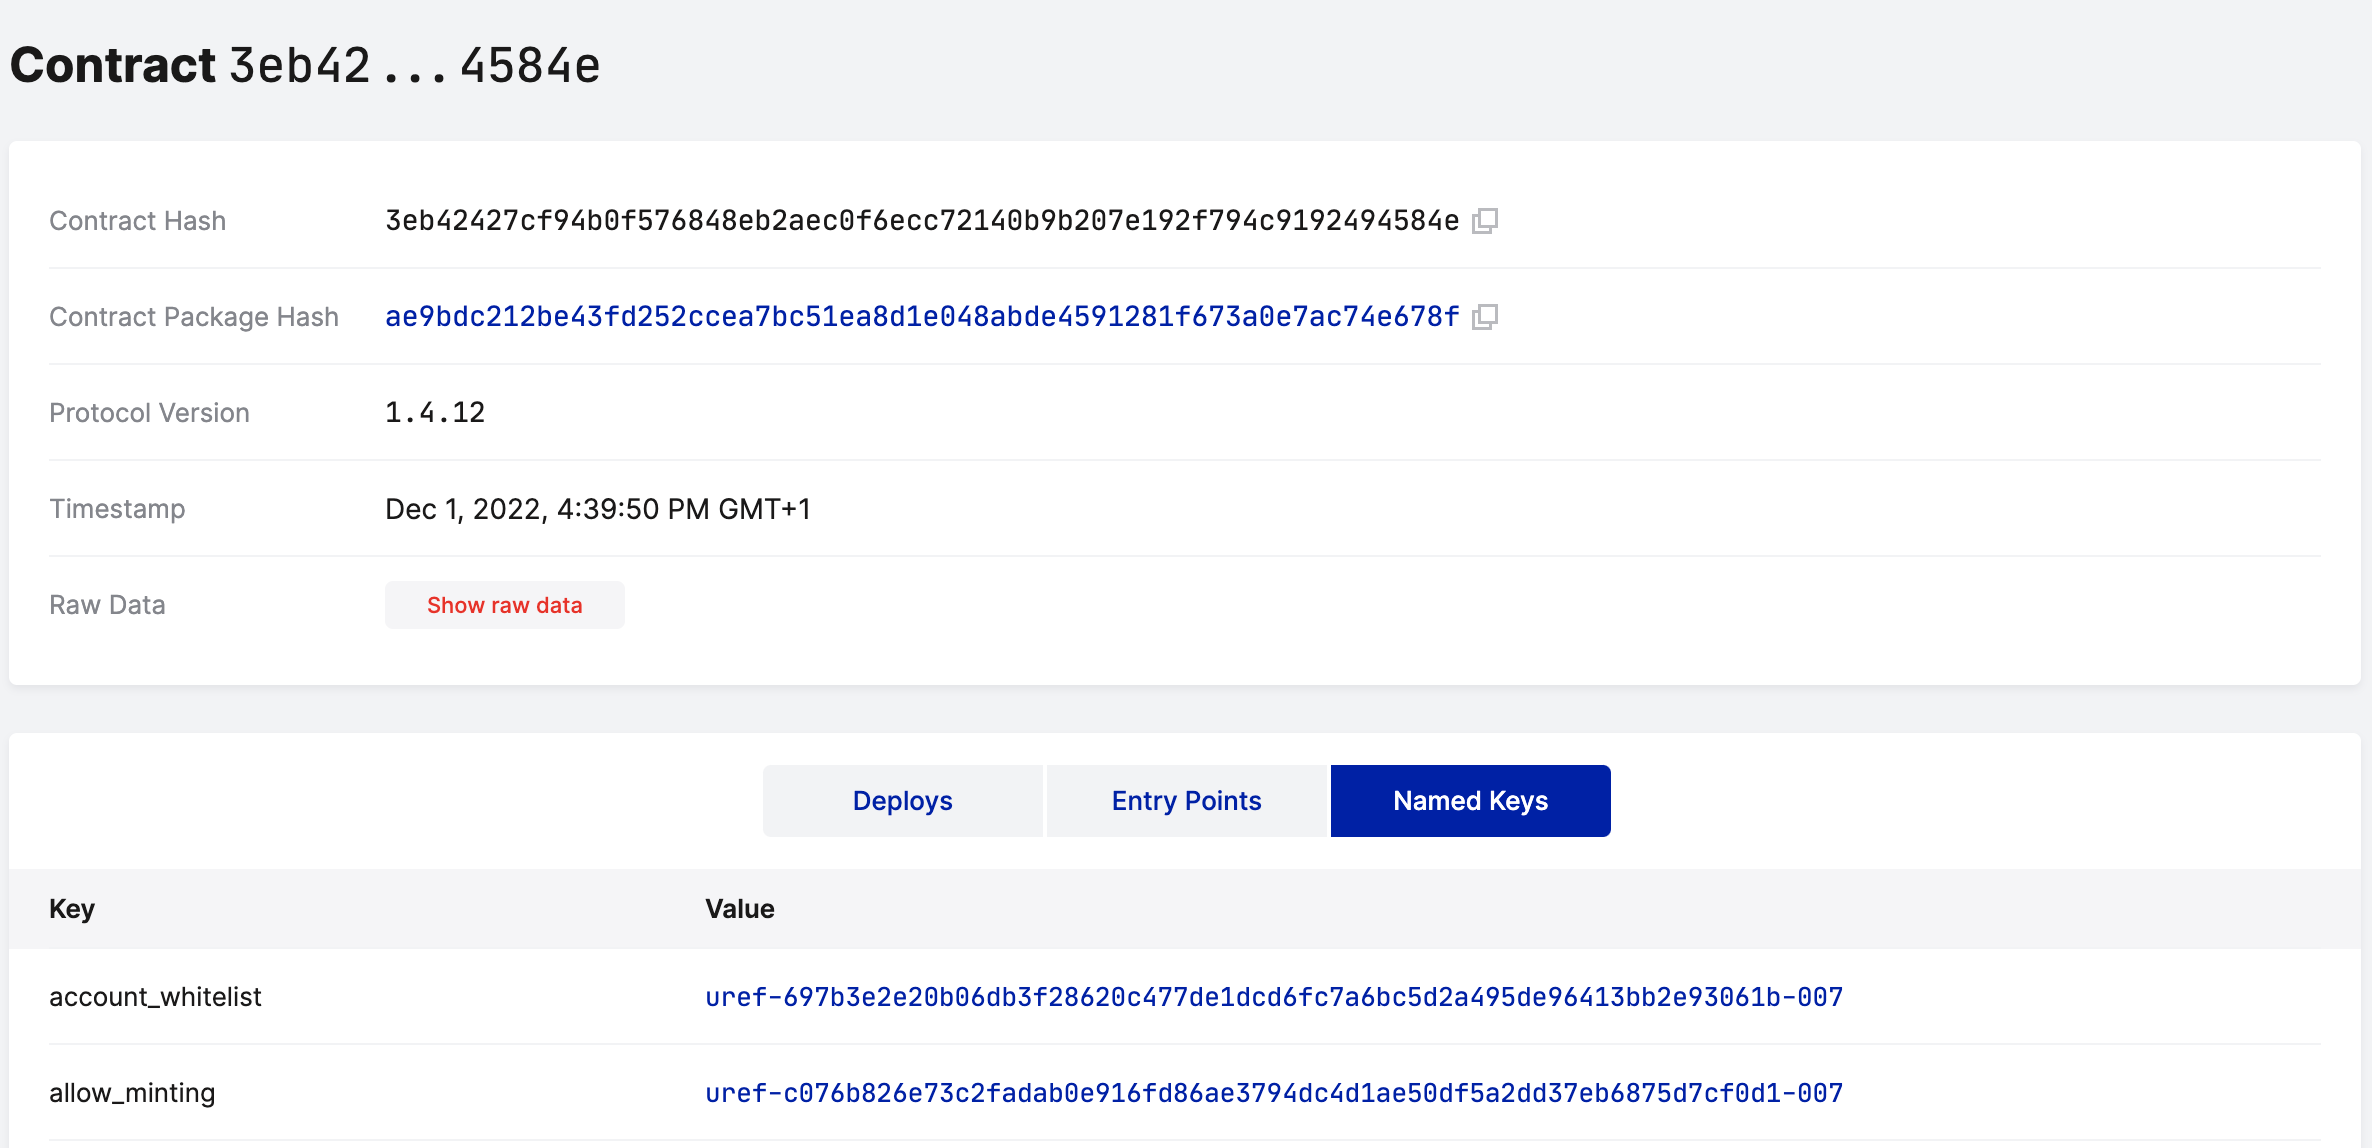 Contract 3eb42...4584e
Contract Hash 3eb42427cf94b0f576848eb2aec0f6ecc72140b9b207e192f794c9192494584e
Contract Package Hash ae9bdc212be43fd252ccea7bc51ea8d1e048abde4591281f673a0e7ac74e678f
Protocol Version 1.4.12
Timestamp Dec 1, 2022, 4:39:50 PM GMT+1
Raw Data Show raw data
Deploys Entry Points Named Keys
Key Value
account_whitelist uref-697b3e2e20b06db3f28620c477de1dcd6fc7a6bc5d2a495de96413bb2e93061b-007
allow_minting uref-c076b826e73c2fadab0e916fd86ae3794dc4d1ae50df5a2dd37eb6875d7cf0d1-007